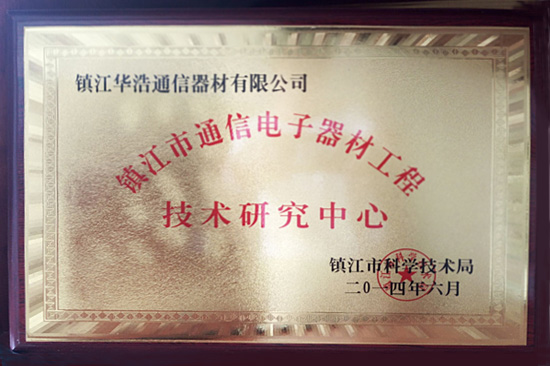 镇江华浩通信器材有限公司
镇江市通信电子器材工程
技术研究中心
镇江市科学技术局
二0一四年六月